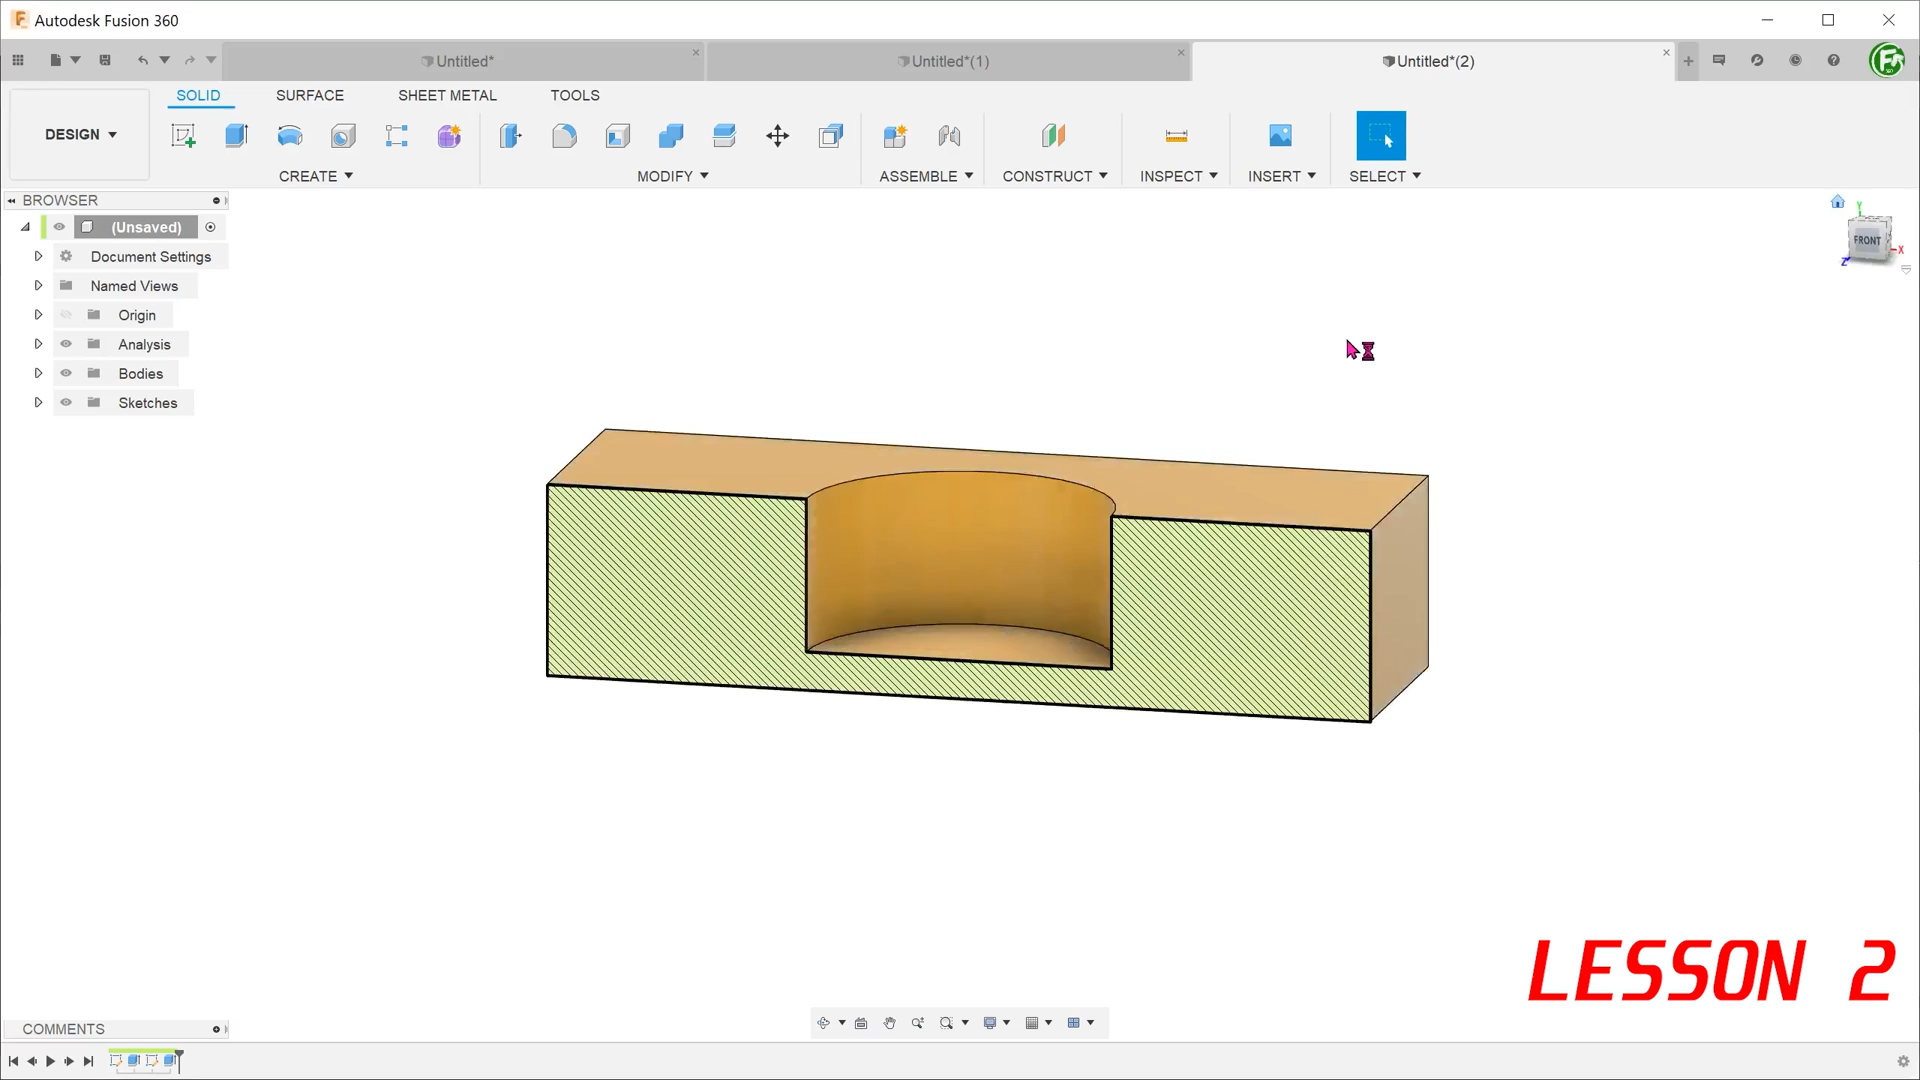 Autodesk Fusion 360
Untitled*
Untitled*(1)
Untitled*(2)
DESIGN
SOLID
SURFACE
SHEET METAL
TOOLS
CREATE
MODIFY
ASSEMBLE
CONSTRUCT
INSPECT
INSERT
SELECT
BROWSER
(Unsaved)
Document Settings
Named Views
Origin
Analysis
Bodies
Sketches
Y
FRONT
X
Z
LESSON 2
COMMENTS